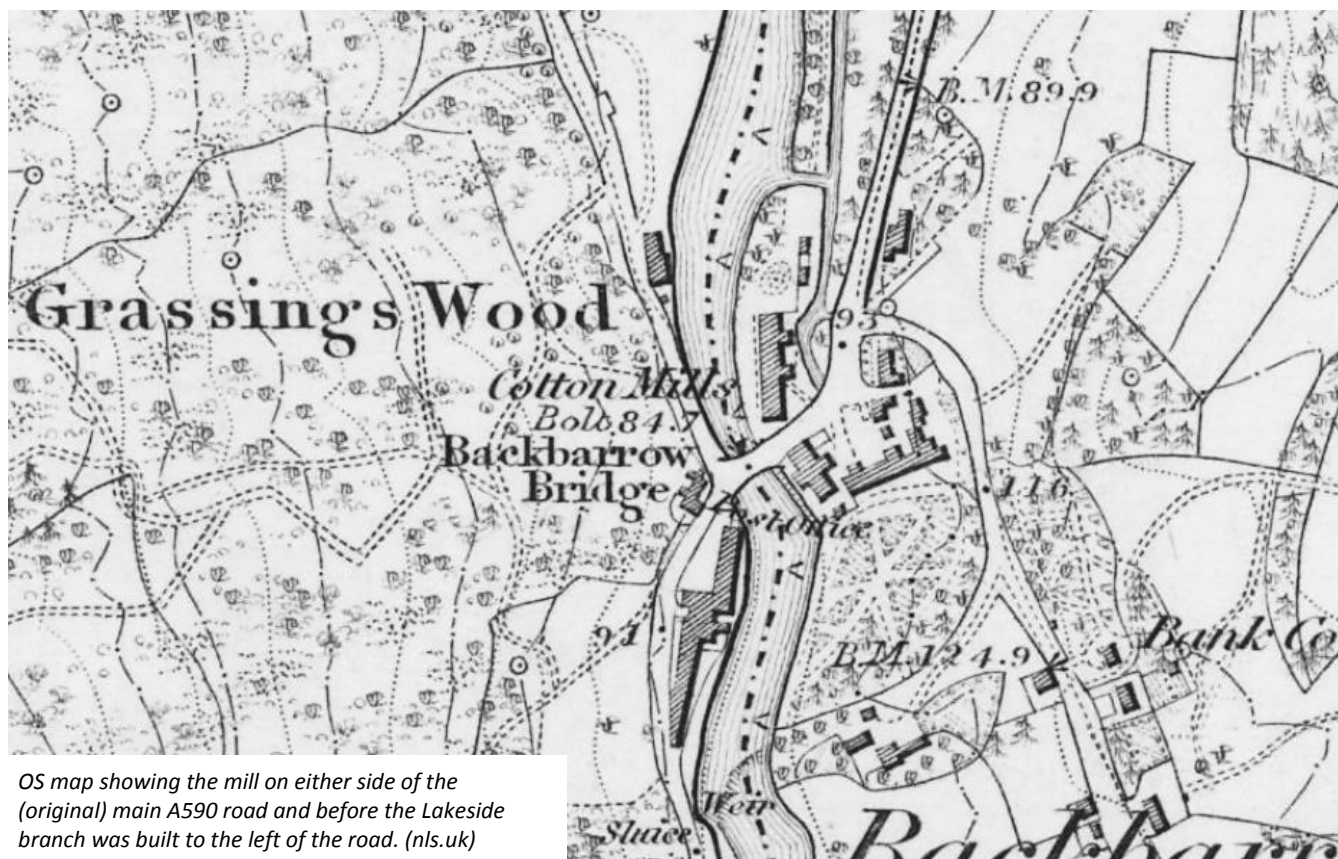 B.M. 89.9
Grassings Wood
95
Cotton Mills
Bolt 84.7
Backbarrow
Bridge
116
Post Office
91
B.M. 124.9
Bank Co
Weir
Sluice
Backbarr
OS map showing the mill on either side of the
(original) main A590 road and before the Lakeside
branch was built to the left of the road. (nls.uk)